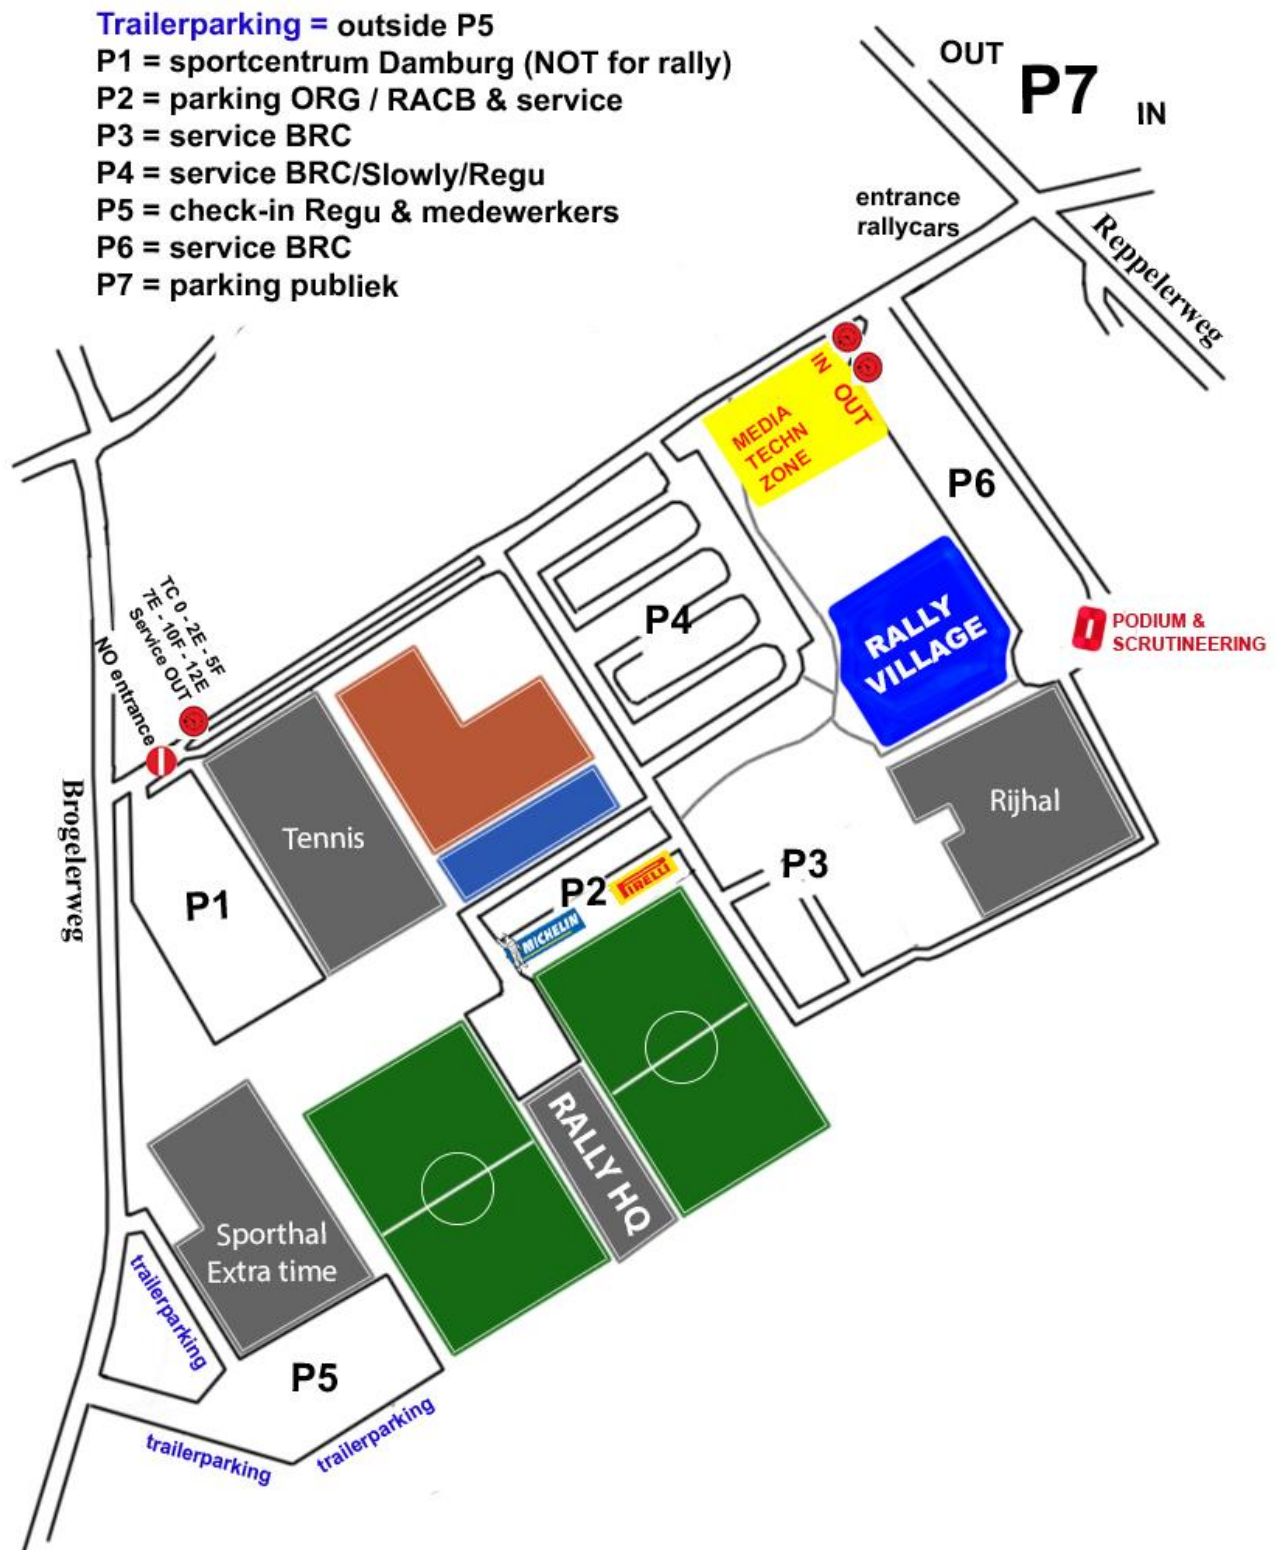 Trailerparking = outside P5
P1 = sportcentrum Damburg (NOT for rally)
P2 = parking ORG / RACB & service
P3 = service BRC
P4 = service BRC/Slowly/Regu
P5 = check-in Regu & medewerkers
P6 = service BRC
P7 = parking publiek
OUT
P7
IN
entrance
rallycars
Reppelerweg
IN
OUT
MEDIA
TECHN
ZONE
P6
TC 0 - 2E - 5F
7E - 10F - 12E
Service OUT
NO entrance
P4
RALLY
VILLAGE
PODIUM &
SCRUTINEERING
Brogelerweg
Tennis
Rijhal
P1
P2
PIRELLI
MICHELIN
P3
RALLY HQ
Sporthal
Extra time
trailerparking
P5
trailerparking
trailerparking